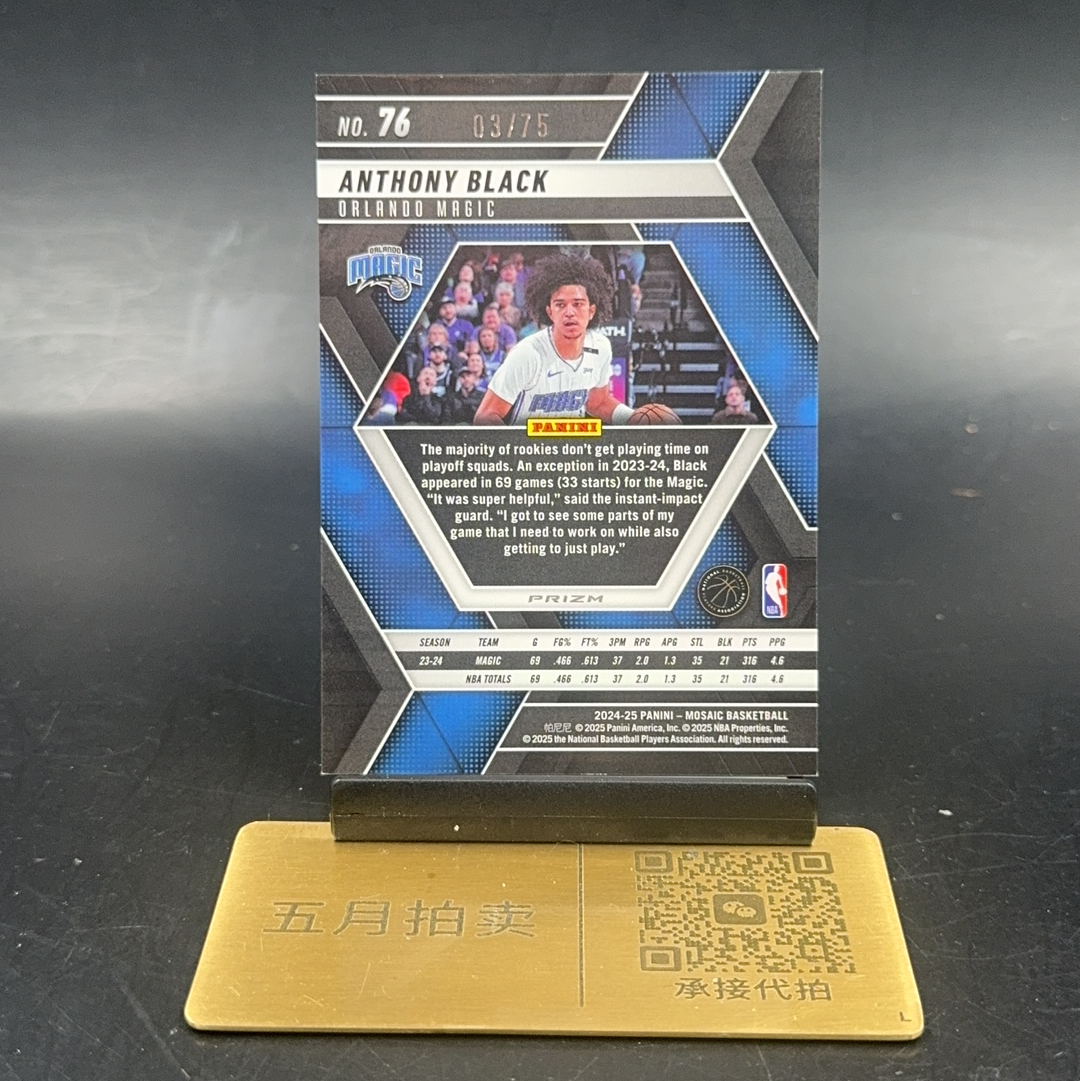 NO. 76 03/75
ANTHONY BLACK
ORLANDO MAGIC
ORLANDO
MAGIC
PANINI
The majority of rookies don't get playing time on
playoff squads. An exception in 2023-24, Black
appeared in 69 games (33 starts) for the Magic.
“It was super helpful,” said the instant-impact
guard. “I got to see some parts of my
game that I need to work on while also
getting to just play.”
PRIZM
NATIONAL BASKETBALL
PLAYERS ASSOCIATION
NBA
SEASON TEAM G FG% FT% 3PM RPG APG STL BLK PTS PPG
23-24 MAGIC 69 .466 .613 37 2.0 1.3 35 21 316 4.6
NBA TOTALS 69 .466 .613 37 2.0 1.3 35 21 316 4.6
2024-25 PANINI – MOSAIC BASKETBALL
帕尼尼 © 2025 Panini America, Inc. © 2025 NBA Properties, Inc.
© 2025 the National Basketball Players Association. All rights reserved.
五月拍卖
承接代拍